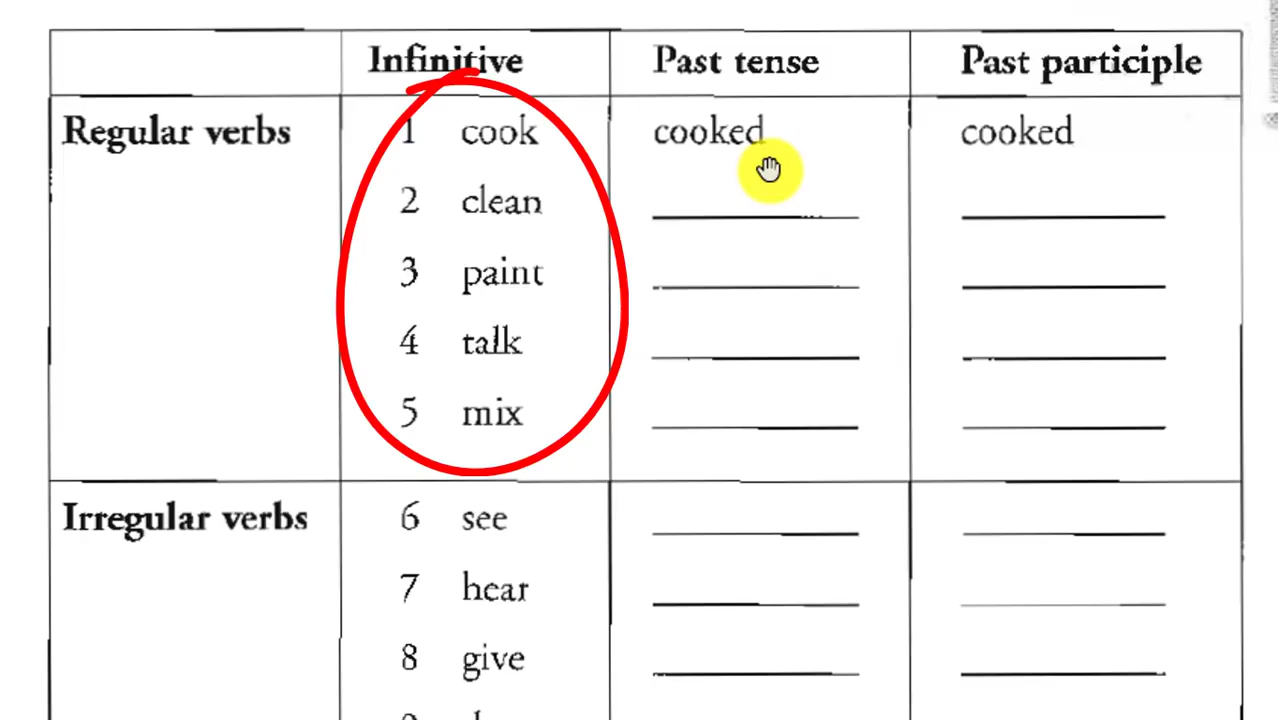 Infinitive Past tense Past participle
Regular verbs 1 cook cooked cooked
2 clean
3 paint
4 talk
5 mix
Irregular verbs 6 see
7 hear
8 give